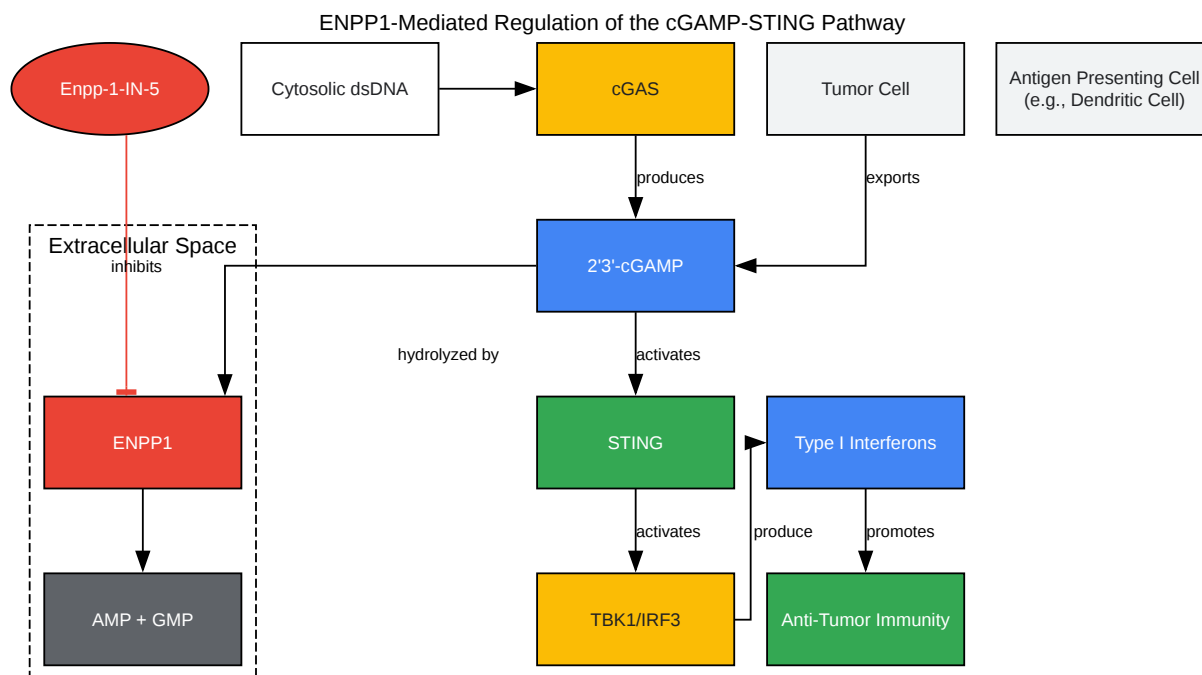 ENPP1-Mediated Regulation of the cGAMP-STING Pathway
Enpp-1-IN-5
Cytosolic dsDNA
cGAS
Tumor Cell
Antigen Presenting Cell
(e.g., Dendritic Cell)
produces
exports
Extracellular Space
inhibits
2'3'-cGAMP
hydrolyzed by
activates
ENPP1
STING
Type I Interferons
activates
produce
promotes
AMP + GMP
TBK1/IRF3
Anti-Tumor Immunity